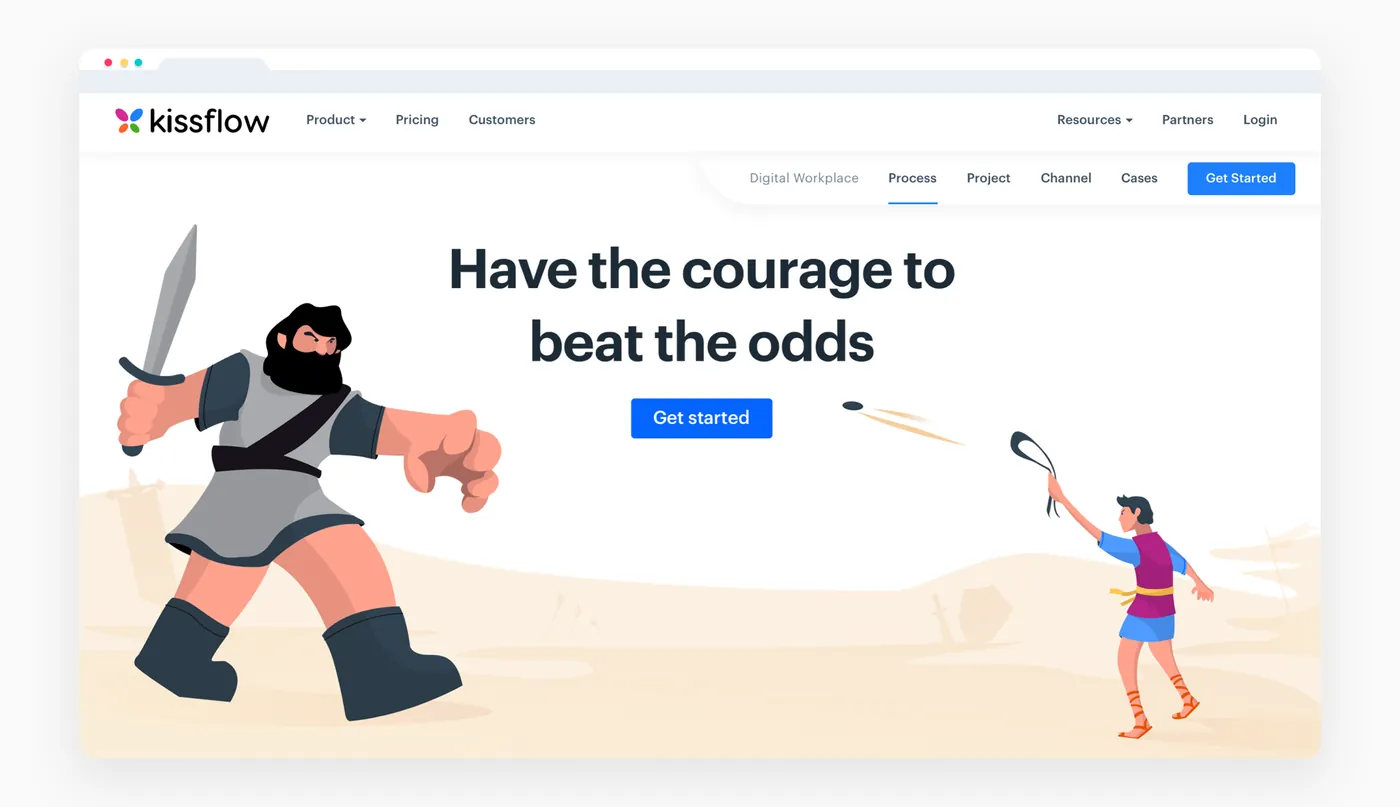 kissflow Product Pricing Customers Resources Partners Login
Digital Workplace Process Project Channel Cases Get Started
Have the courage to
beat the odds
Get started